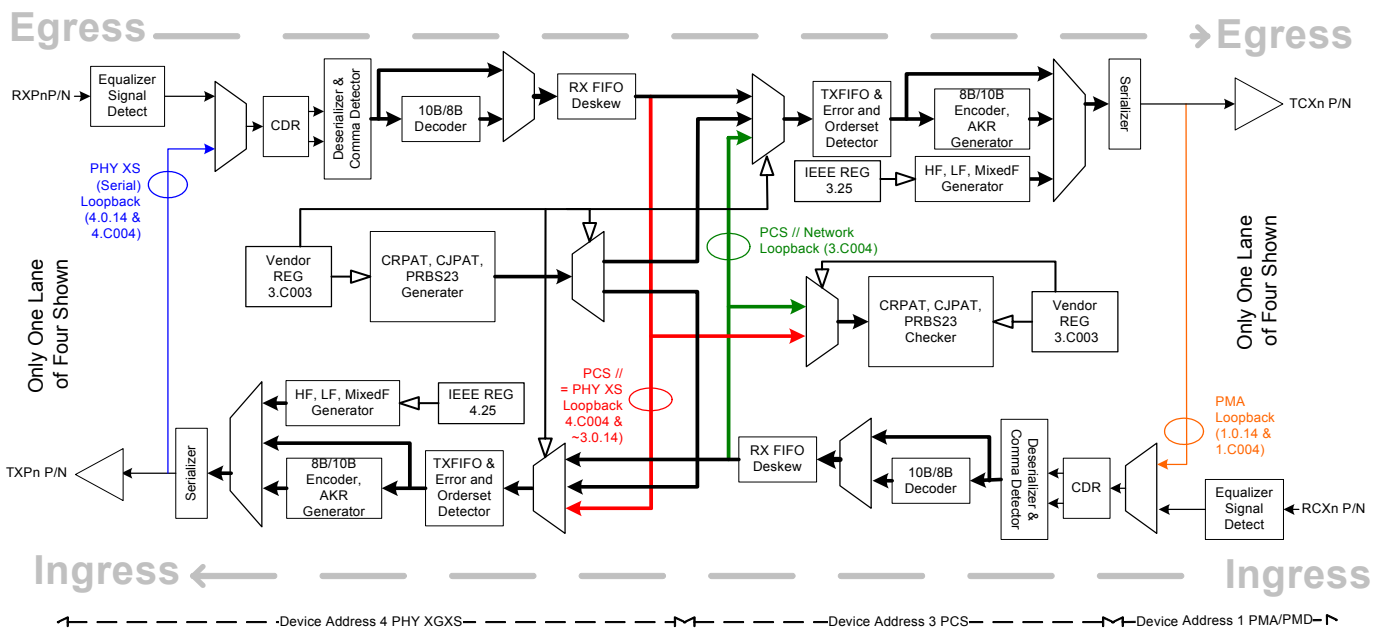 Egress
Egress
RXPnP/N
Equalizer
Signal
Detect
CDR
Deserializer &
Comma Detector
10B/8B
Decoder
RX FIFO
Deskew
TXFIFO &
Error and
Orderset
Detector
8B/10B
Encoder,
AKR
Generator
Serializer
TCXn P/N
IEEE REG
3.25
HF, LF, MixedF
Generator
PHY XS
(Serial)
Loopback
(4.0.14 &
4.C004)
Only One Lane
of Four Shown
Vendor
REG
3.C003
CRPAT, CJPAT,
PRBS23
Generater
PCS // Network
Loopback (3.C004)
CRPAT, CJPAT,
PRBS23
Checker
Vendor
REG
3.C003
Only One Lane
of Four Shown
PCS //
= PHY XS
Loopback
4.C004 &
~3.0.14)
PMA
Loopback
(1.0.14 &
1.C004)
HF, LF, MixedF
Generator
IEEE REG
4.25
TXPn P/N
Serializer
8B/10B
Encoder,
AKR
Generator
TXFIFO &
Error and
Orderset
Detector
RX FIFO
Deskew
10B/8B
Decoder
Deserializer &
Comma Detector
CDR
Equalizer
Signal
Detect
RCXn P/N
Ingress
Ingress
Device Address 4 PHY XGXS
Device Address 3 PCS
Device Address 1 PMA/PMD